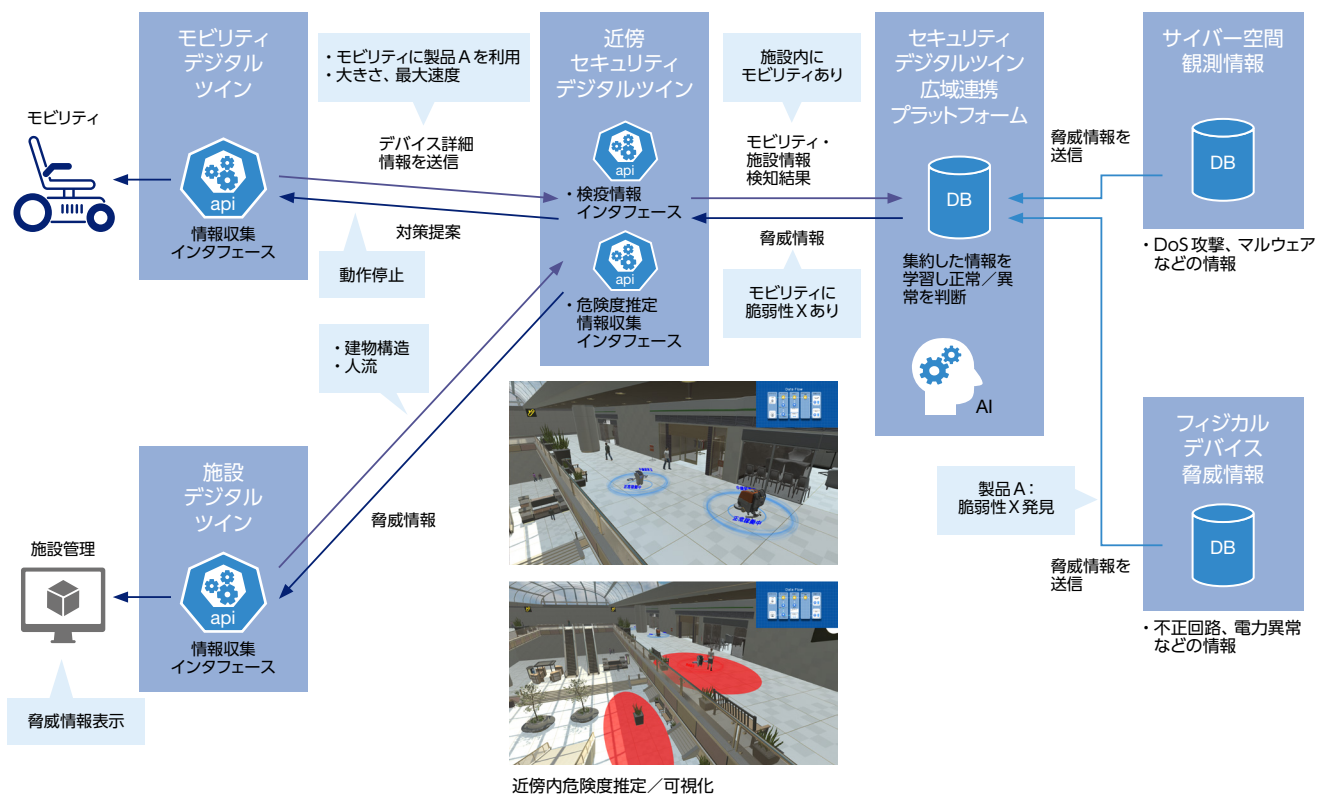 モビリティ
モビリティ
デジタル
ツイン
api
情報収集
インタフェース
・モビリティに製品Aを利用
・大きさ、最大速度
デバイス詳細
情報を送信
対策提案
動作停止
・建物構造
・人流
脅威情報
施設
デジタル
ツイン
api
情報収集
インタフェース
施設管理
脅威情報表示
近傍
セキュリティ
デジタルツイン
api
・検疫情報
インタフェース
api
・危険度推定
情報収集
インタフェース
施設内に
モビリティあり
モビリティ・
施設情報
検知結果
脅威情報
モビリティに
脆弱性Xあり
セキュリティ
デジタルツイン
広域連携
プラットフォーム
DB
集約した情報を
学習し正常／異
常を判断
AI
脅威情報を
送信
サイバー空間
観測情報
DB
・DoS攻撃、マルウェア
などの情報
製品A：
脆弱性X発見
脅威情報を
送信
フィジカル
デバイス
脅威情報
DB
・不正回路、電力異常
などの情報
Data Flow
正常稼働中
正常稼働中
Data Flow
近傍内危険度推定／可視化